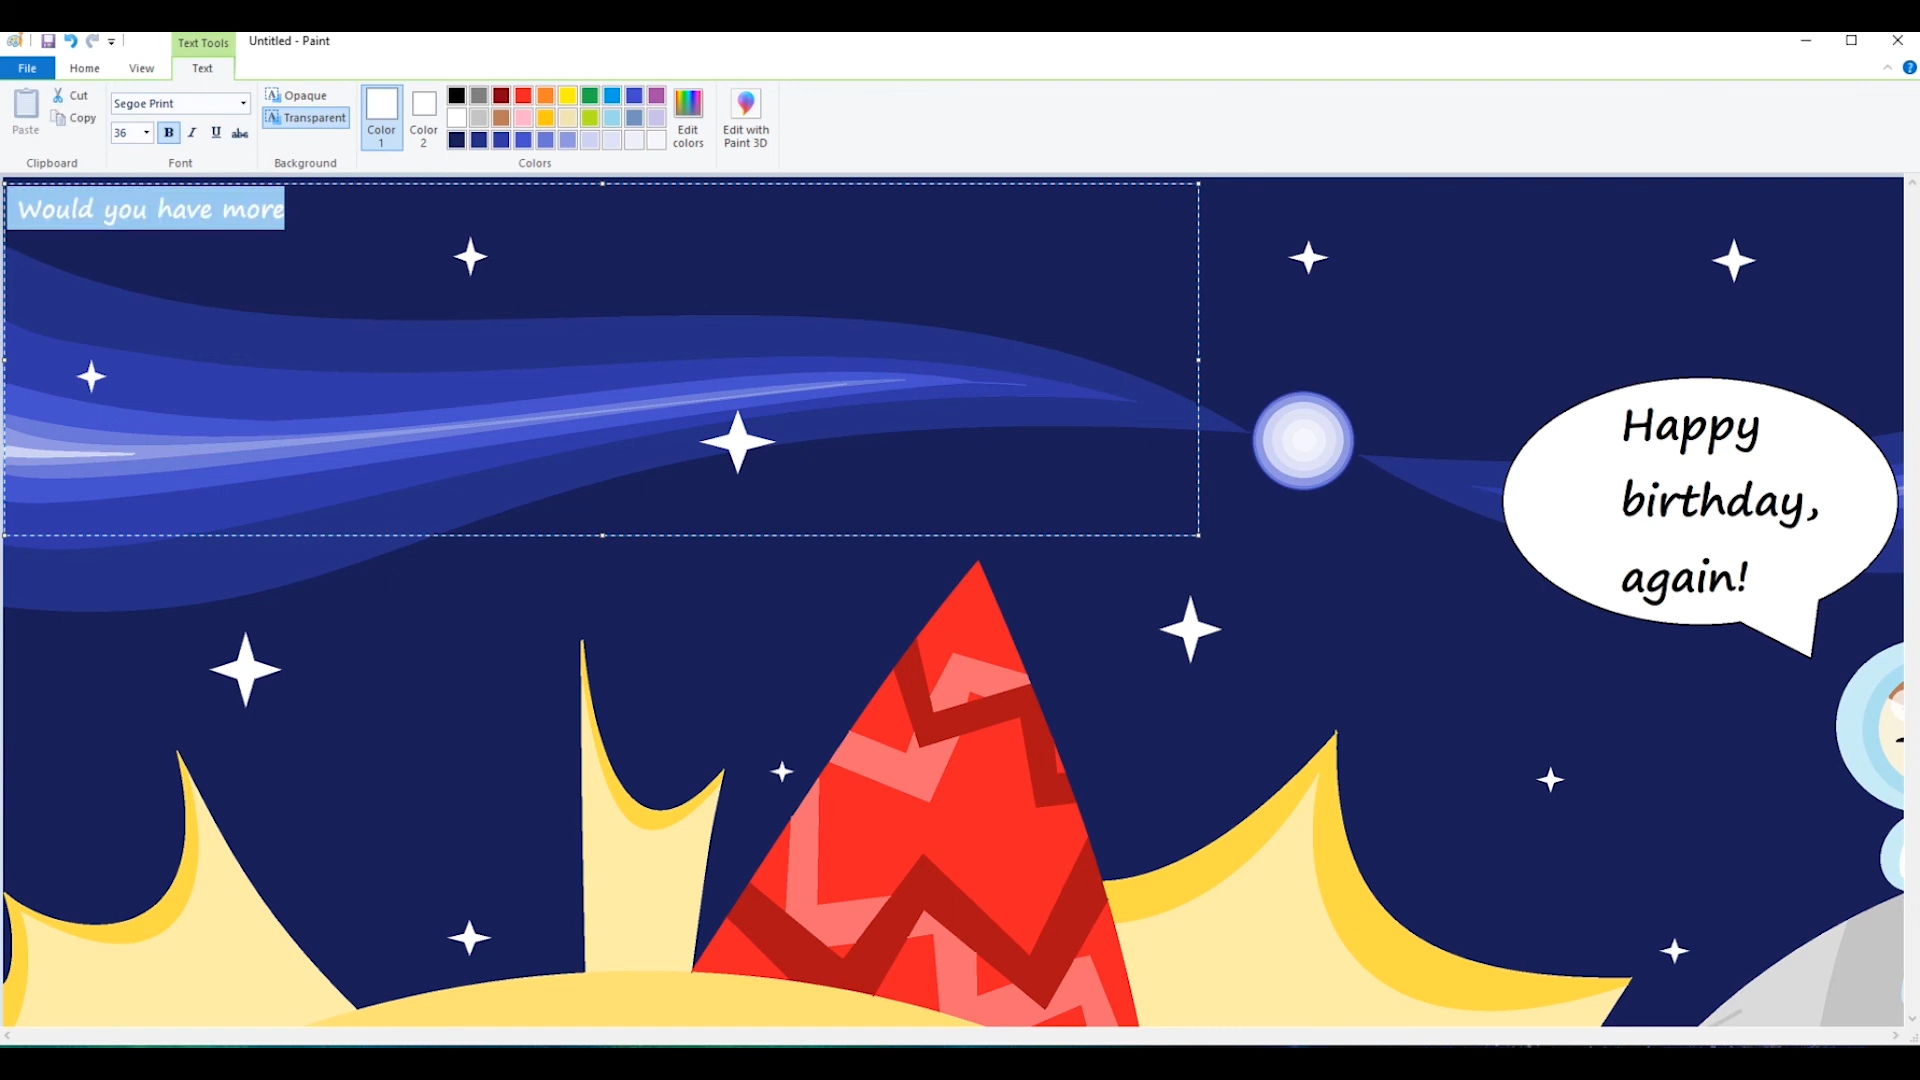 Text Tools
Untitled - Paint
File
Home
View
Text
Paste
Cut
Copy
Clipboard
Segoe Print
36
B I U abc
Font
Opaque
Transparent
Background
Color 1
Color 2
Edit colors
Colors
Edit with Paint 3D
Would you have more
Happy
birthday,
again!